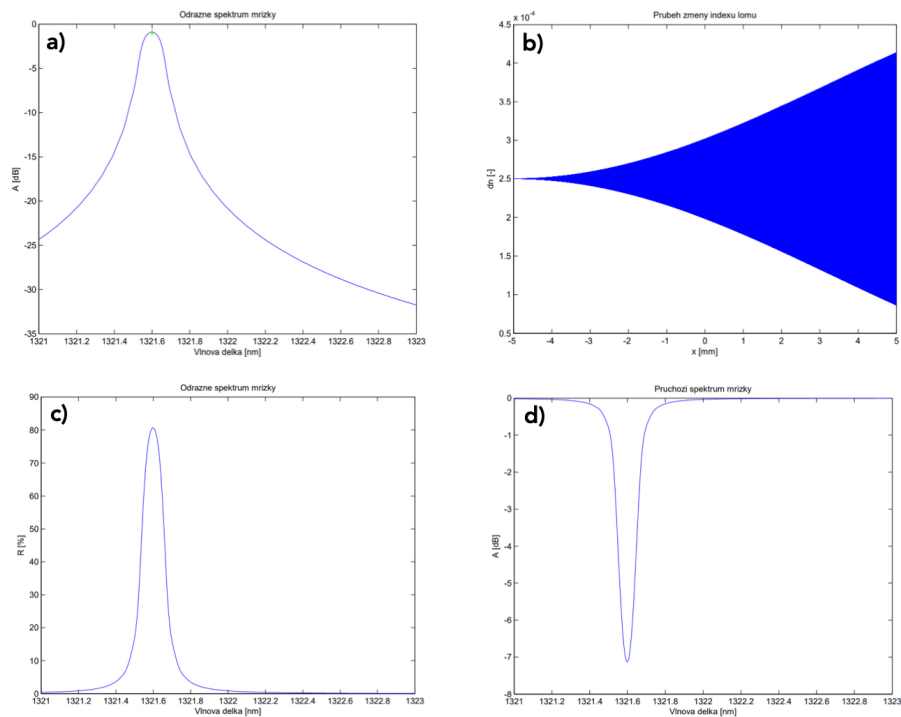 Odrazne spektrum mrizky
a)
0
-5
-10
-15
-20
-25
-30
-35
A [dB]
1321 1321.2 1321.4 1321.6 1321.8 1322 1322.2 1322.4 1322.6 1322.8 1323
Vlnova delka [nm]
Prubeh zmeny indexu lomu
x 10-4
b)
4.5
4
3.5
3
2.5
2
1.5
1
0.5
dn [-]
-5 -4 -3 -2 -1 0 1 2 3 4 5
x [mm]
Odrazne spektrum mrizky
c)
90
80
70
60
50
40
30
20
10
0
R [%]
1321 1321.2 1321.4 1321.6 1321.8 1322 1322.2 1322.4 1322.6 1322.8 1323
Vlnova delka [nm]
Pruchozi spektrum mrizky
d)
0
-1
-2
-3
-4
-5
-6
-7
-8
A [dB]
1321 1321.2 1321.4 1321.6 1321.8 1322 1322.2 1322.4 1322.6 1322.8 1323
Vlnova delka [nm]